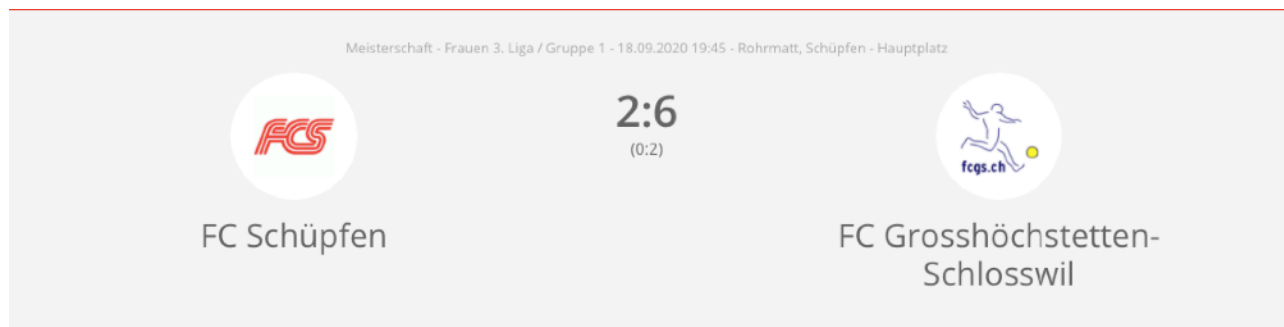 Meisterschaft - Frauen 3. Liga / Gruppe 1 - 18.09.2020 19:45 - Rohrmatt, Schüpfen - Hauptplatz
FCS
2:6
(0:2)
fcgs.ch
FC Schüpfen
FC Grosshöchstetten-
Schlosswil